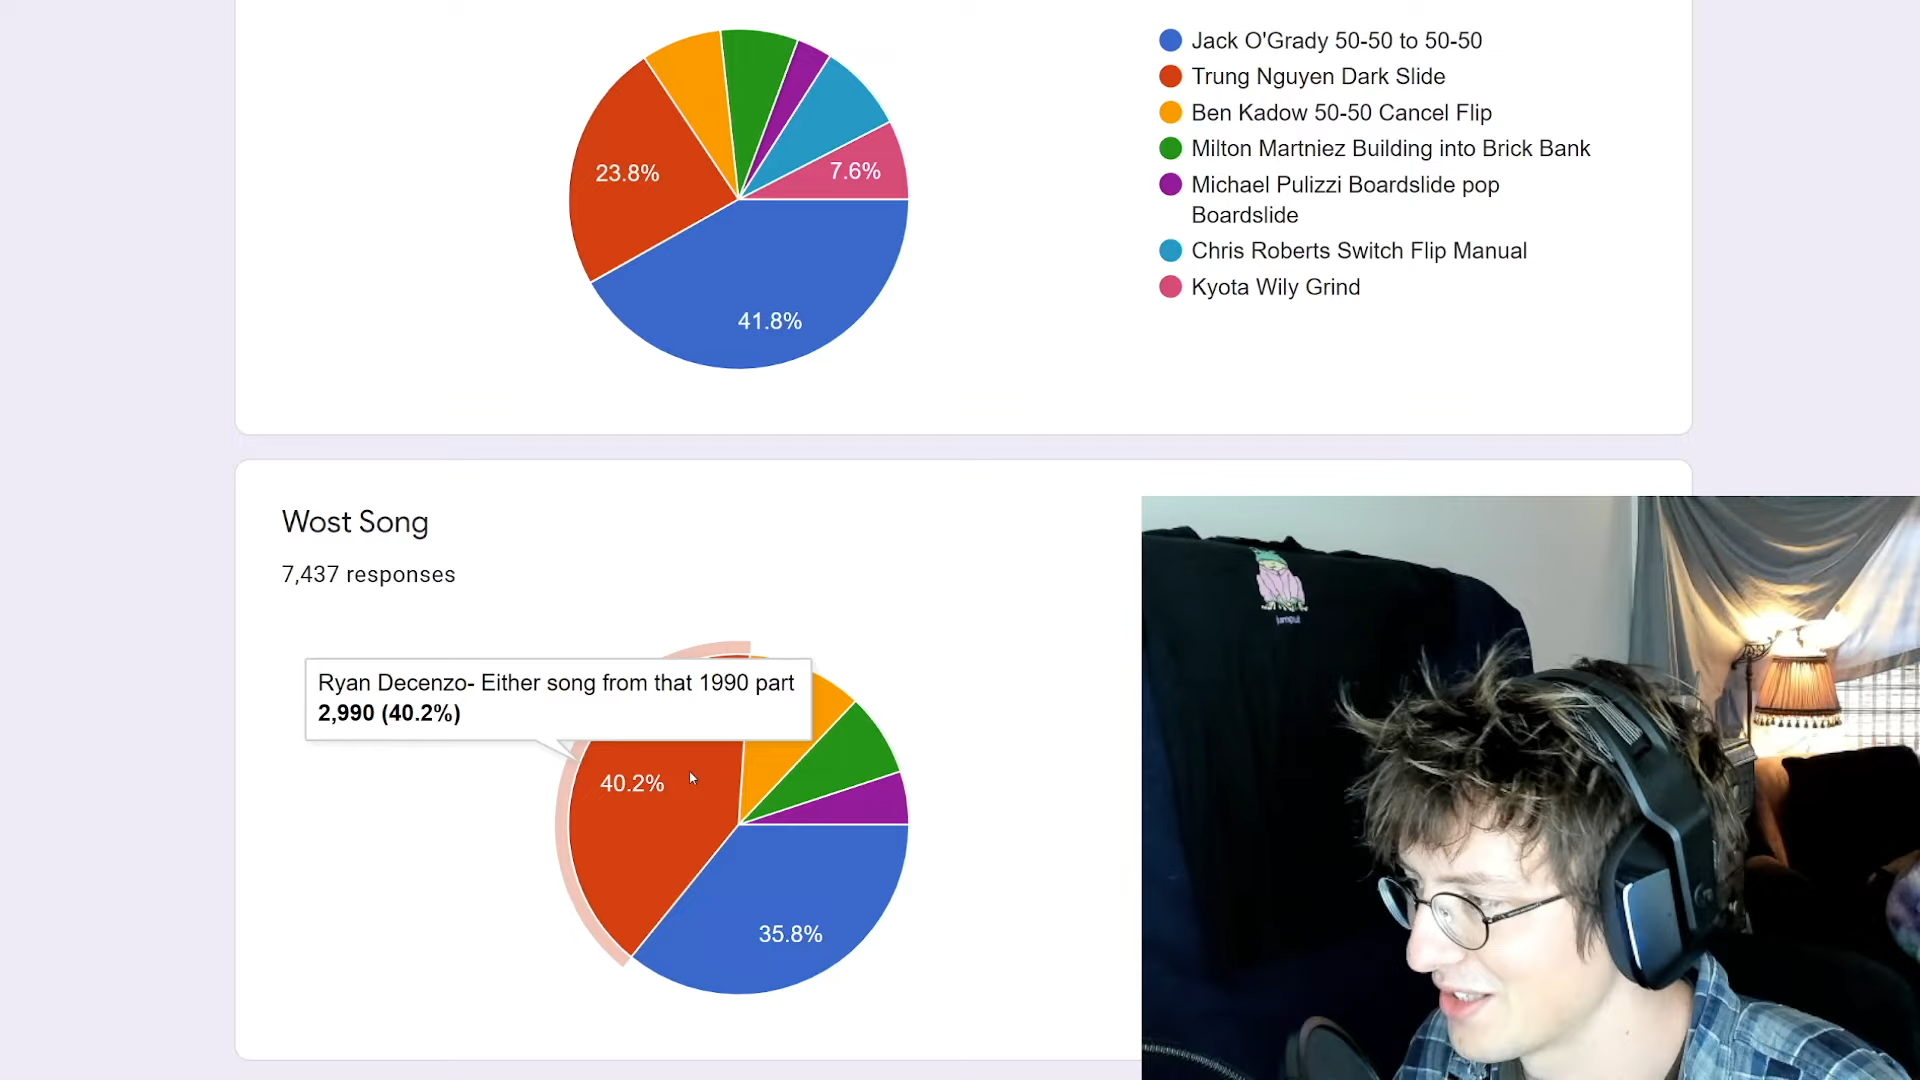 Jack O'Grady 50-50 to 50-50
Trung Nguyen Dark Slide
Ben Kadow 50-50 Cancel Flip
Milton Martniez Building into Brick Bank
Michael Pulizzi Boardslide pop
Boardslide
Chris Roberts Switch Flip Manual
Kyota Wily Grind
23.8%
7.6%
41.8%
Wost Song
7,437 responses
Ryan Decenzo- Either song from that 1990 part
2,990 (40.2%)
40.2%
35.8%